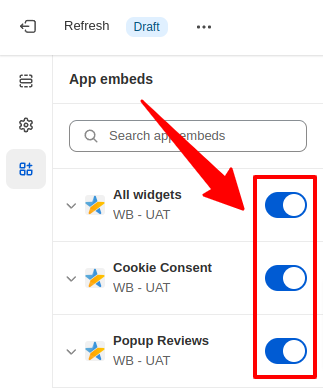 Refresh Draft
App embeds
Search app embeds
All widgets
WB - UAT
Cookie Consent
WB - UAT
Popup Reviews
WB - UAT